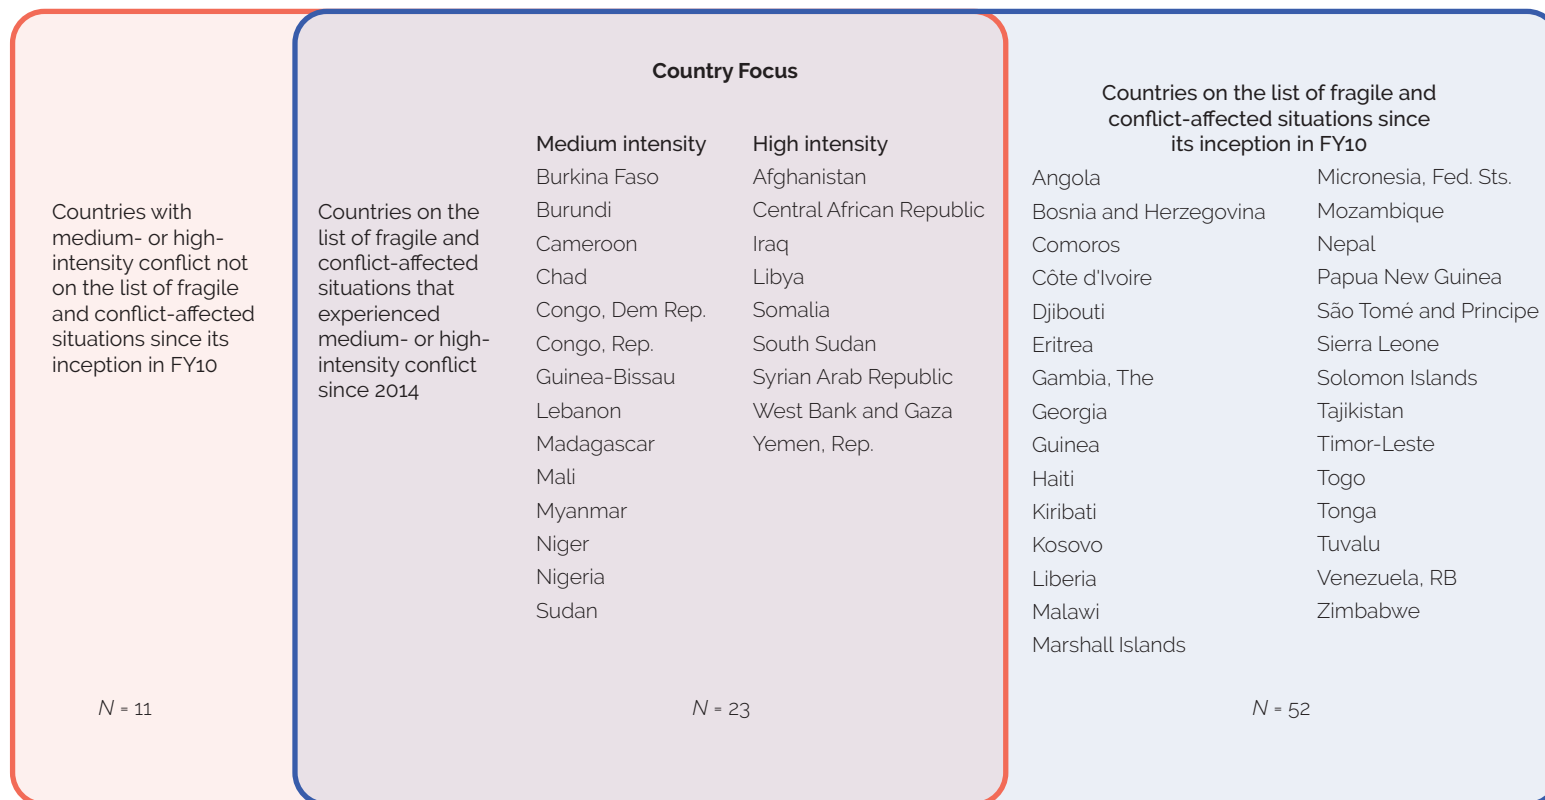 Country Focus
Countries with
medium- or high-
intensity conflict not
on the list of fragile
and conflict-affected
situations since its
inception in FY10
N = 11
Countries on the
list of fragile and
conflict-affected
situations that
experienced
medium- or high-
intensity conflict
since 2014
Medium intensity
Burkina Faso
Burundi
Cameroon
Chad
Congo, Dem Rep.
Congo, Rep.
Guinea-Bissau
Lebanon
Madagascar
Mali
Myanmar
Niger
Nigeria
Sudan
High intensity
Afghanistan
Central African Republic
Iraq
Libya
Somalia
South Sudan
Syrian Arab Republic
West Bank and Gaza
Yemen, Rep.
N = 23
Countries on the list of fragile and
conflict-affected situations since
its inception in FY10
Angola
Bosnia and Herzegovina
Comoros
Côte d'Ivoire
Djibouti
Eritrea
Gambia, The
Georgia
Guinea
Haiti
Kiribati
Kosovo
Liberia
Malawi
Marshall Islands
Micronesia, Fed. Sts.
Mozambique
Nepal
Papua New Guinea
São Tomé and Principe
Sierra Leone
Solomon Islands
Tajikistan
Timor-Leste
Togo
Tonga
Tuvalu
Venezuela, RB
Zimbabwe
N = 52